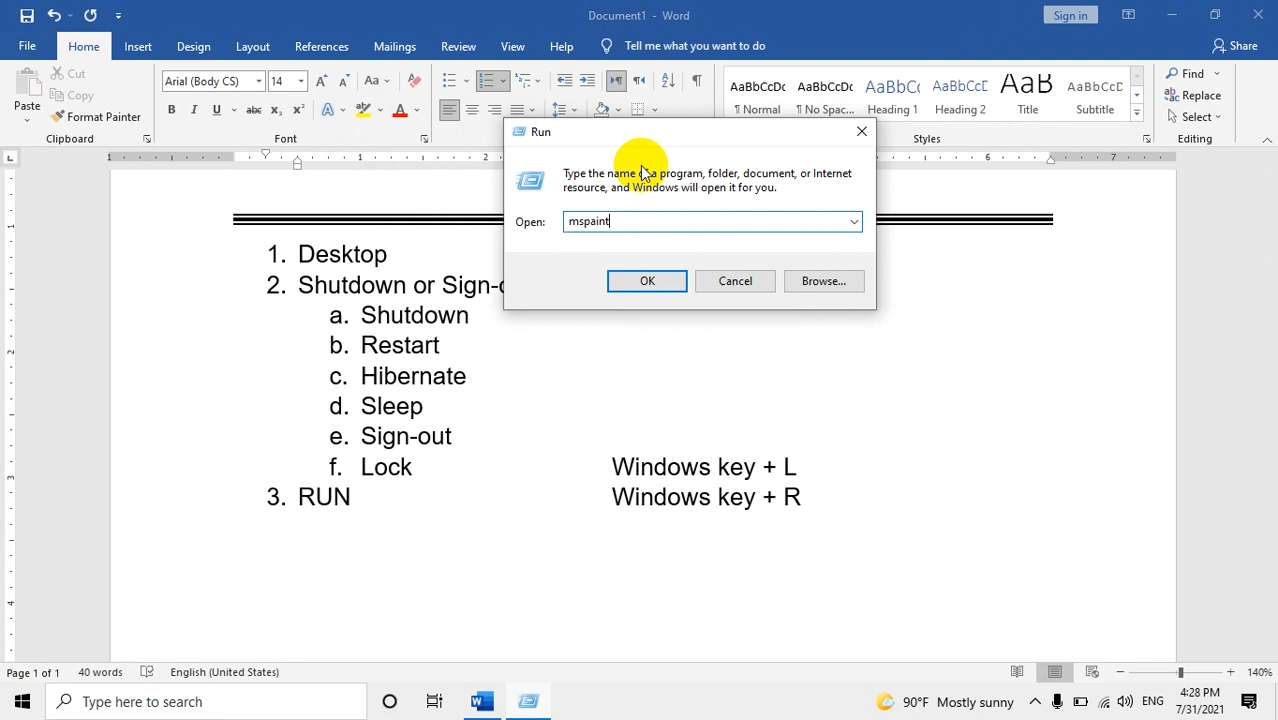 Document1 - Word
Sign in
File Home Insert Design Layout References Mailings Review View Help Tell me what you want to do Share
Paste
Cut
Copy
Format Painter
Clipboard
Arial (Body CS) 14
Font
AaBbCc
¶ Normal
AaBbCc
¶ No Spac...
AaBbC
Heading 1
AaBbCc
Heading 2
AaB
Title
AaBbCcD
Subtitle
Styles
Find
Replace
Select
Editing
Run
Type the name of a program, folder, document, or Internet
resource, and Windows will open it for you.
Open: mspaint
OK Cancel Browse...
1. Desktop
2. Shutdown or Sign-o
a. Shutdown
b. Restart
c. Hibernate
d. Sleep
e. Sign-out
f. Lock Windows key + L
3. RUN Windows key + R
Page 1 of 1 40 words English (United States) 140%
Type here to search
90°F Mostly sunny ENG
4:28 PM
7/31/2021